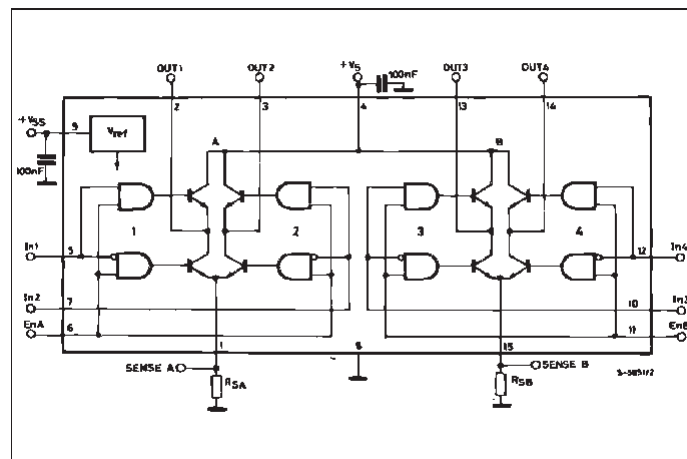 OUT1 OUT2 +VS 100nF OUT3 OUT4
2 3 4 13 14
+VSS 9 Vref
100nF
A B
1 2 3 4
In1 5 12 In4
In2 7 10 In3
EnA 6 11 EnB
1 8 15
SENSE A SENSE B S-5851/2
RSA RSB